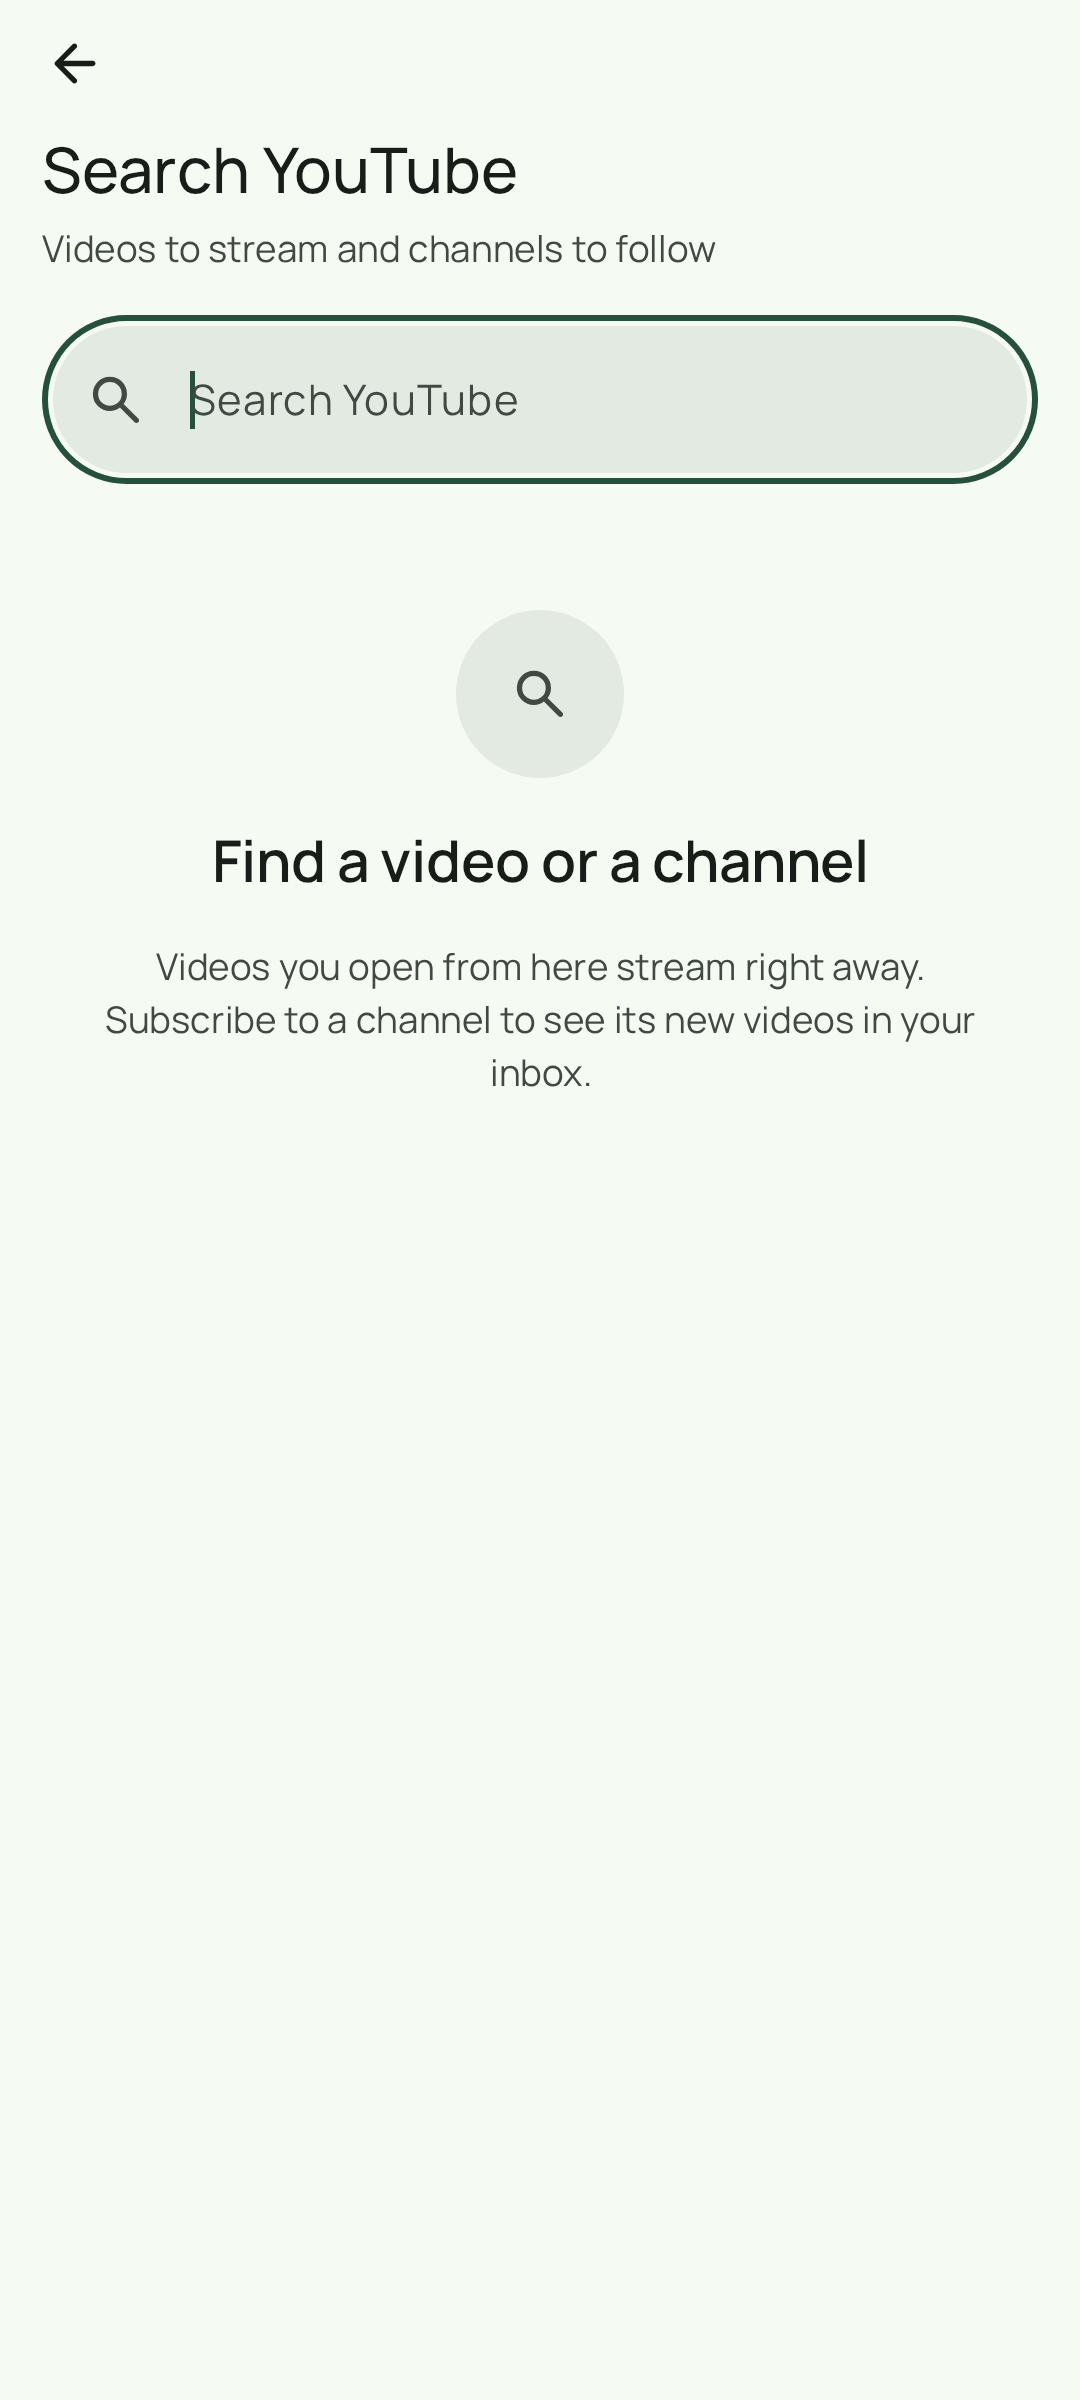 Search YouTube
Videos to stream and channels to follow
Search YouTube
Find a video or a channel
Videos you open from here stream right away.
Subscribe to a channel to see its new videos in your
inbox.